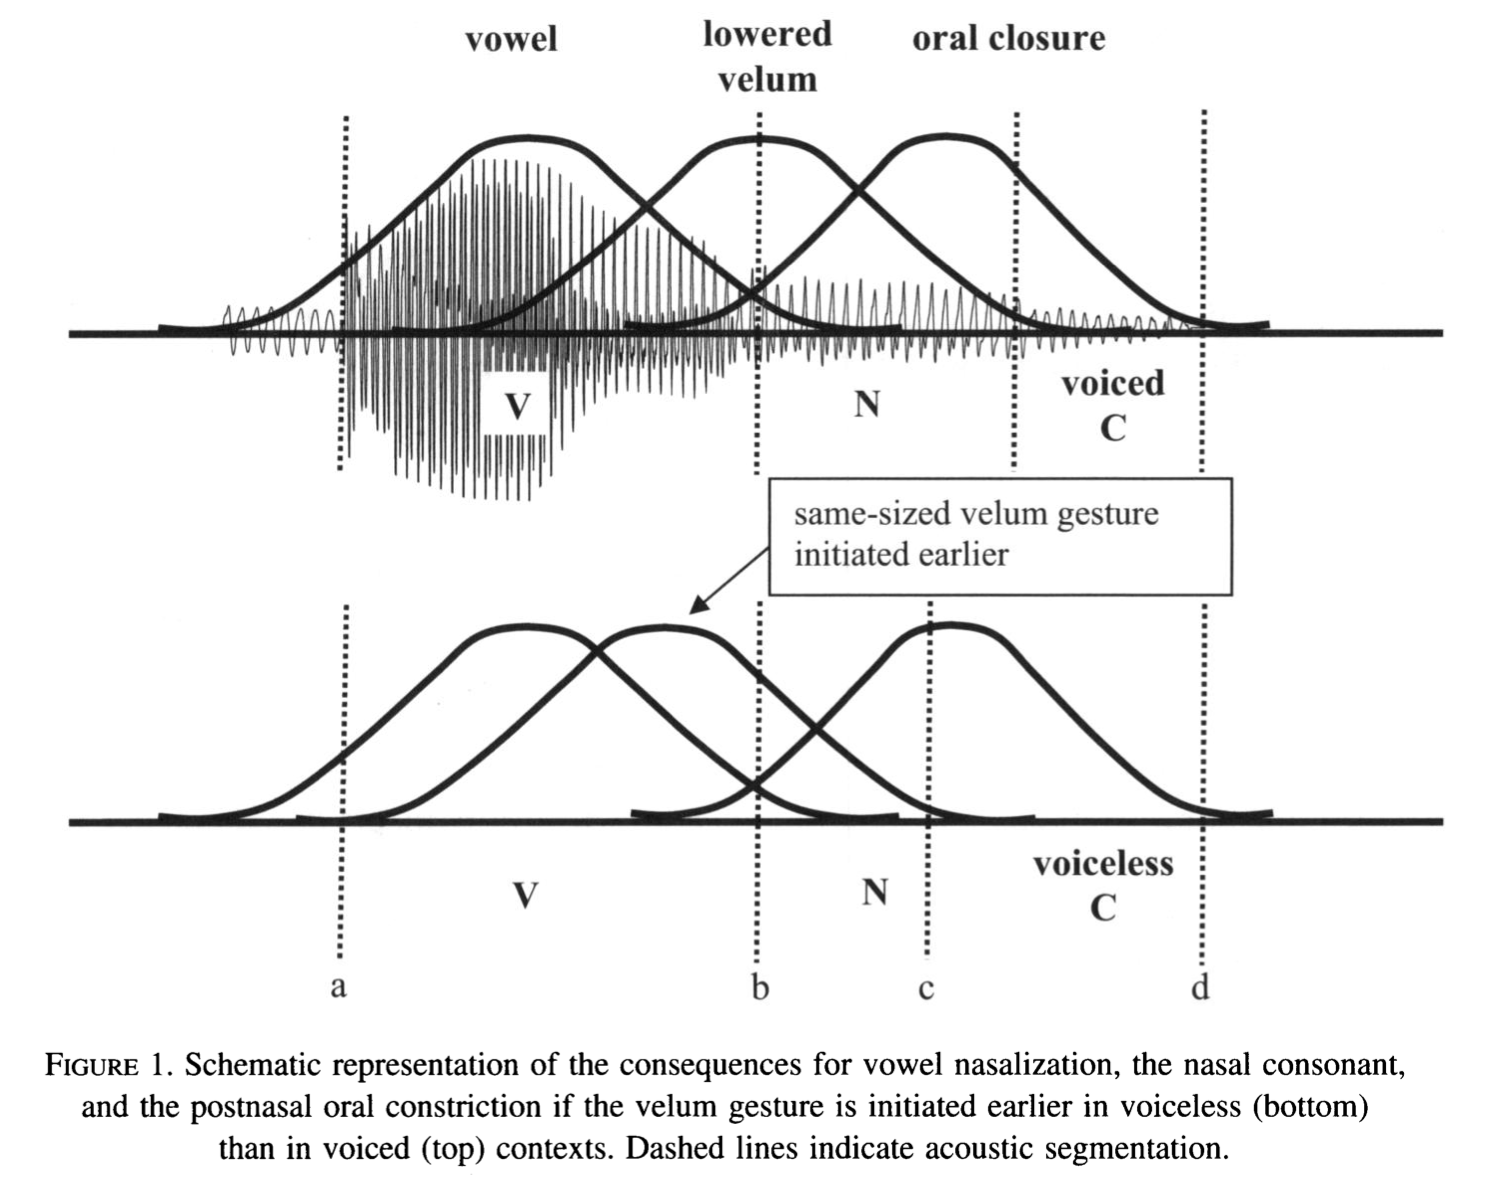 vowel
lowered
velum
oral closure
V
N
voiced
C
same-sized velum gesture
initiated earlier
V
N
voiceless
C
a
b
c
d
FIGURE 1. Schematic representation of the consequences for vowel nasalization, the nasal consonant,
and the postnasal oral constriction if the velum gesture is initiated earlier in voiceless (bottom)
than in voiced (top) contexts. Dashed lines indicate acoustic segmentation.